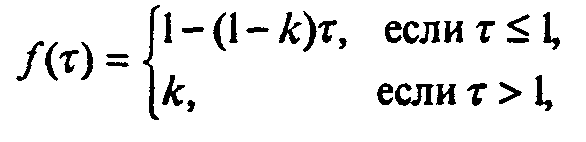 f(τ) = { 1 − (1 − k)τ, если τ ≤ 1,
k, если τ > 1,